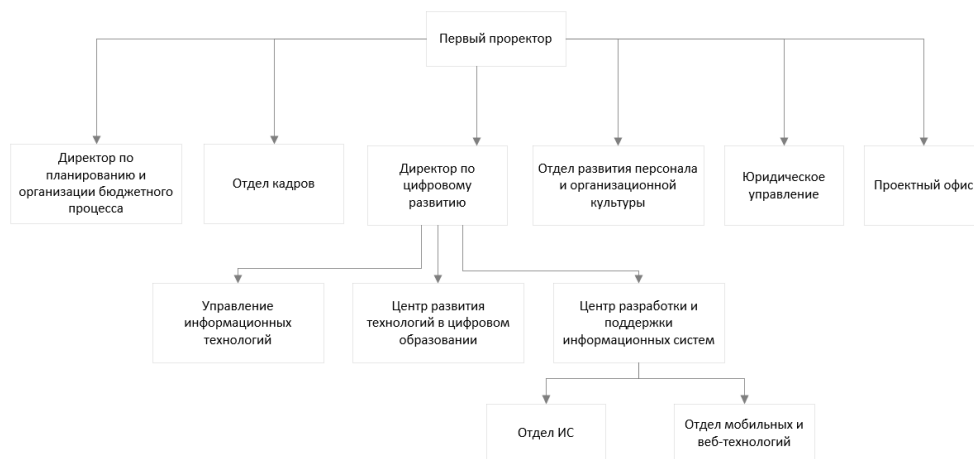 Первый проректор
Директор по
планированию и
организации бюджетного
процесса
Отдел кадров
Директор по
цифровому
развитию
Отдел развития персонала
и организационной
культуры
Юридическое
управление
Проектный офис
Управление
информационных
технологий
Центр развития
технологий в цифровом
образовании
Центр разработки и
поддержки
информационных систем
Отдел ИС
Отдел мобильных и
веб-технологий